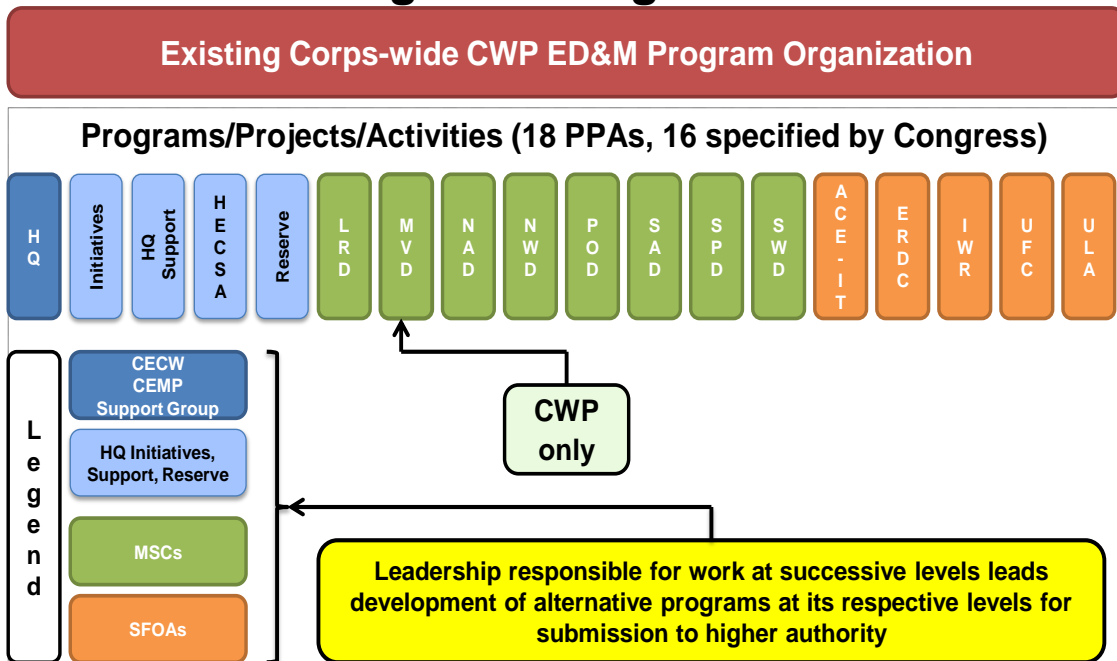 Existing Corps-wide CWP ED&M Program Organization
Programs/Projects/Activities (18 PPAs, 16 specified by Congress)
HQ
Initiatives
HQ
Support
HECSA
Reserve
LRD
MVD
NAD
NWD
POD
SAD
SPD
SWD
ACE-IT
ERDC
IWR
UFC
ULA
Legend
CECW
CEMP
Support Group
HQ Initiatives,
Support, Reserve
MSCs
SFOAs
CWP
only
Leadership responsible for work at successive levels leads
development of alternative programs at its respective levels for
submission to higher authority